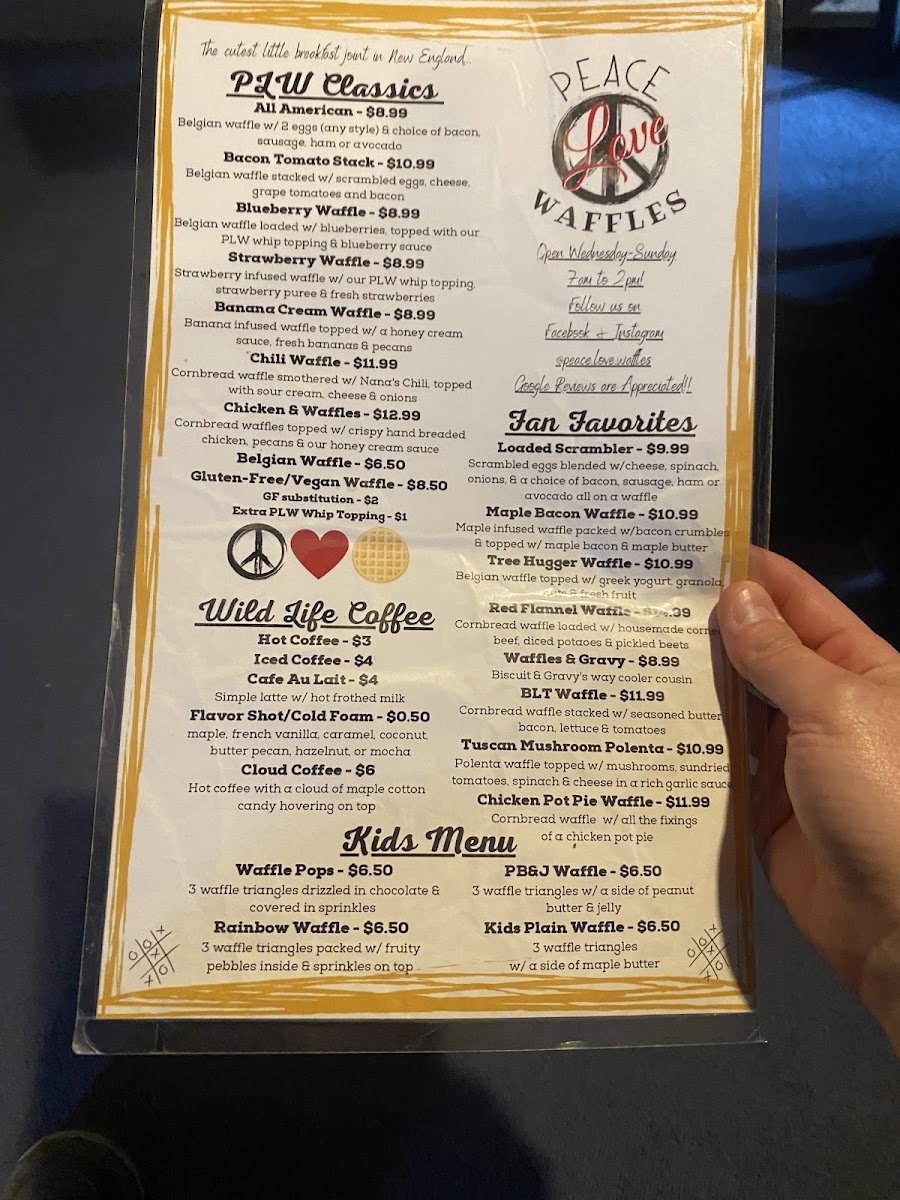 The cutest little breakfast joint in New England...
PLW Classics
All American - $8.99
Belgian waffle w/ 2 eggs (any style) & choice of bacon,
sausage, ham or avocado
Bacon Tomato Stack - $10.99
Belgian waffle stacked w/ scrambled eggs, cheese,
grape tomatoes and bacon
Blueberry Waffle - $8.99
Belgian waffle loaded w/ blueberries, topped with our
PLW whip topping & blueberry sauce
Strawberry Waffle - $8.99
Strawberry infused waffle w/ our PLW whip topping,
strawberry puree & fresh strawberries
Banana Cream Waffle - $8.99
Banana infused waffle topped w/ a honey cream
sauce, fresh bananas & pecans
Chili Waffle - $11.99
Cornbread waffle smothered w/ Nana's Chili, topped
with sour cream, cheese & onions
Chicken & Waffles - $12.99
Cornbread waffles topped w/ crispy hand breaded
chicken, pecans & our honey cream sauce
Belgian Waffle - $6.50
Gluten-Free/Vegan Waffle - $8.50
GF substitution - $2
Extra PLW Whip Topping - $1
Wild Life Coffee
Hot Coffee - $3
Iced Coffee - $4
Cafe Au Lait - $4
Simple latte w/ hot frothed milk
Flavor Shot/Cold Foam - $0.50
maple, french vanilla, caramel, coconut,
butter pecan, hazelnut, or mocha
Cloud Coffee - $6
Hot coffee with a cloud of maple cotton
candy hovering on top
PEACE
Love
WAFFLES
Open Wednesday-Sunday
7am to 2pm!
Follow us on
Facebook + Instagram
@peace.love.waffles
Google Reviews are Appreciated!!
Fan Favorites
Loaded Scrambler - $9.99
Scrambled eggs blended w/cheese, spinach,
onions, & a choice of bacon, sausage, ham or
avocado all on a waffle
Maple Bacon Waffle - $10.99
Maple infused waffle packed w/bacon crumbles
& topped w/ maple bacon & maple butter
Tree Hugger Waffle - $10.99
Belgian waffle topped w/ greek yogurt, granola,
& fresh fruit
Red Flannel Waffle -
Cornbread waffle loaded w/ housemade corne
beef, diced potaoes & pickled beets
Waffles & Gravy - $8.99
Biscuit & Gravy's way cooler cousin
BLT Waffle - $11.99
Cornbread waffle stacked w/ seasoned butter,
bacon, lettuce & tomatoes
Tuscan Mushroom Polenta - $10.99
Polenta waffle topped w/ mushrooms, sundried
tomatoes, spinach & cheese in a rich garlic sauce
Chicken Pot Pie Waffle - $11.99
Cornbread waffle w/ all the fixings
of a chicken pot pie
Kids Menu
Waffle Pops - $6.50
3 waffle triangles drizzled in chocolate &
covered in sprinkles
Rainbow Waffle - $6.50
3 waffle triangles packed w/ fruity
pebbles inside & sprinkles on top
PB&J Waffle - $6.50
3 waffle triangles w/ a side of peanut
butter & jelly
Kids Plain Waffle - $6.50
3 waffle triangles
w/ a side of maple butter